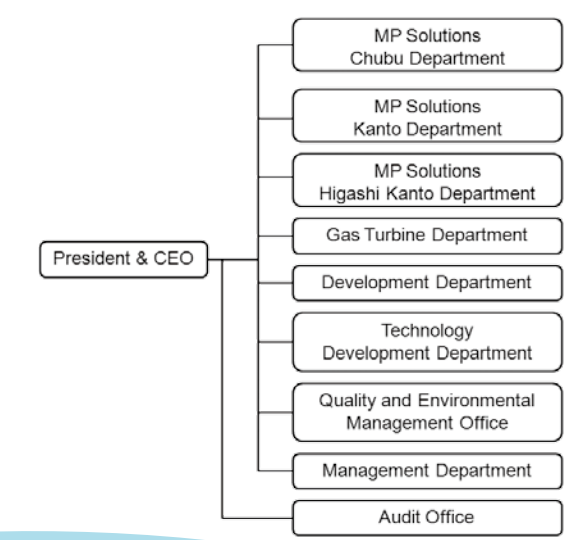 MP Solutions
Chubu Department
MP Solutions
Kanto Department
MP Solutions
Higashi Kanto Department
Gas Turbine Department
President & CEO
Development Department
Technology
Development Department
Quality and Environmental
Management Office
Management Department
Audit Office